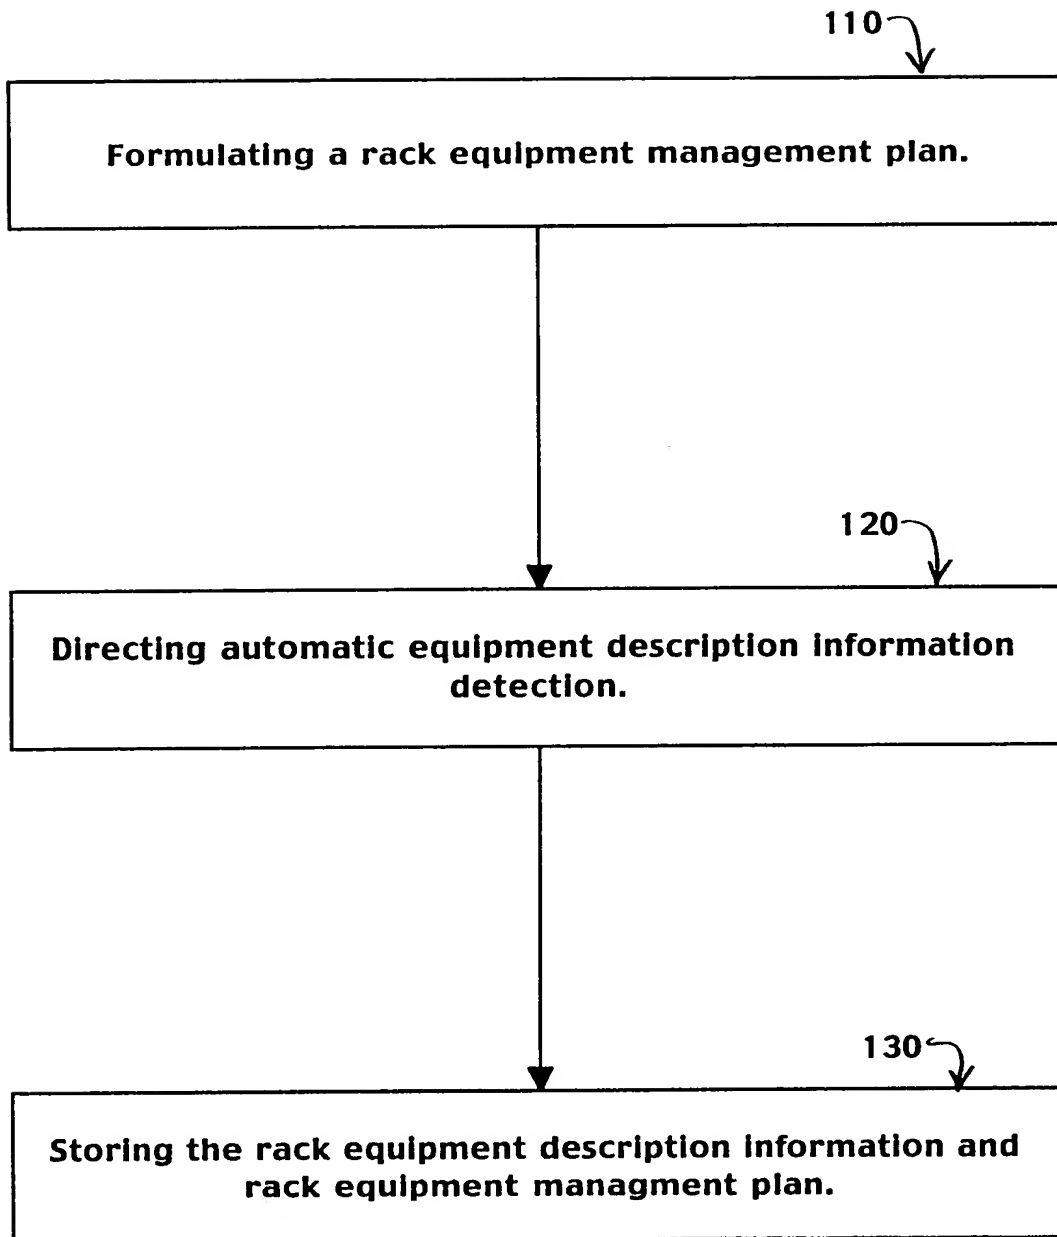 110
Formulating a rack equipment management plan.
120
Directing automatic equipment description information
detection.
130
Storing the rack equipment description information and
rack equipment managment plan.